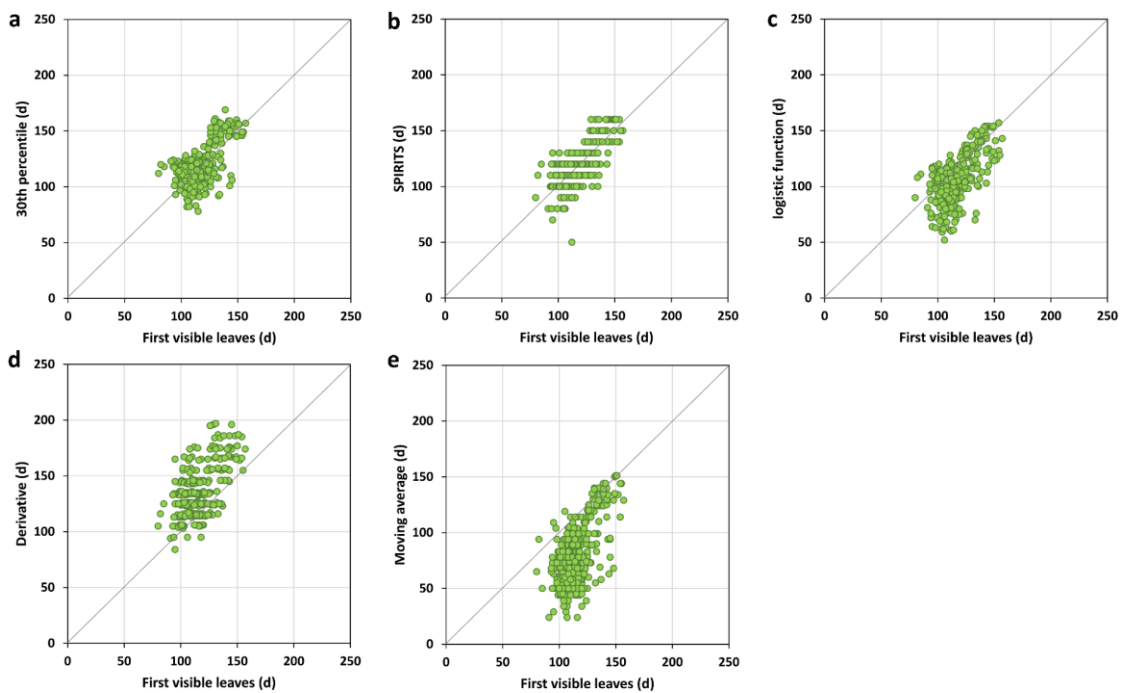 a
250
200
150
100
50
0
30th percentile (d)
0 50 100 150 200 250
First visible leaves (d)
b
250
200
150
100
50
0
SPIRITS (d)
0 50 100 150 200 250
First visible leaves (d)
c
250
200
150
100
50
0
logistic function (d)
0 50 100 150 200 250
First visible leaves (d)
d
250
200
150
100
50
0
Derivative (d)
0 50 100 150 200 250
First visible leaves (d)
e
250
200
150
100
50
0
Moving average (d)
0 50 100 150 200 250
First visible leaves (d)